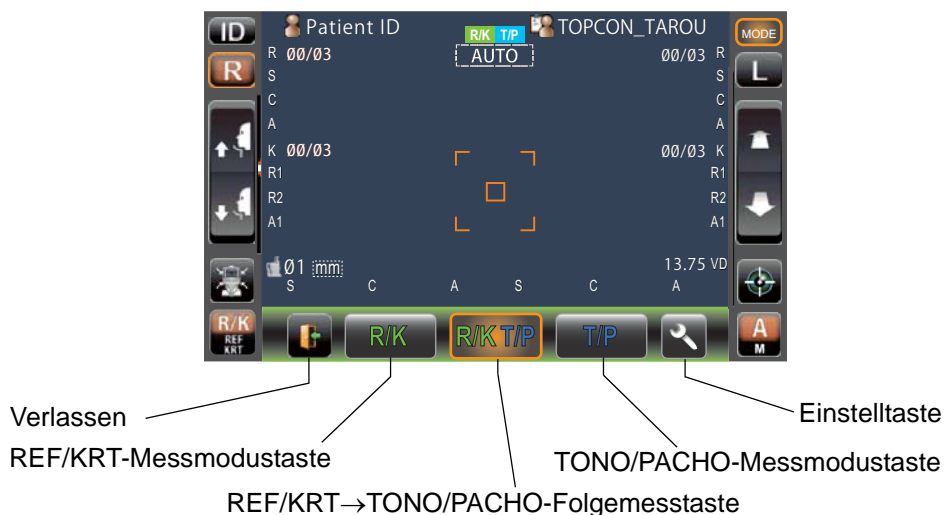 ID Patient ID R/K T/P TOPCON_TAROU MODE
R 00/03 AUTO 00/03 R
R S S L
C C
A A
K 00/03 00/03 K
R1 R1
R2 R2
A1 A1
01 mm 13.75 VD
S C A S C A
R/K REF KRT R/K R/K T/P T/P A M
Verlassen Einstelltaste
REF/KRT-Messmodustaste TONO/PACHO-Messmodustaste
REF/KRT→TONO/PACHO-Folgemesstaste